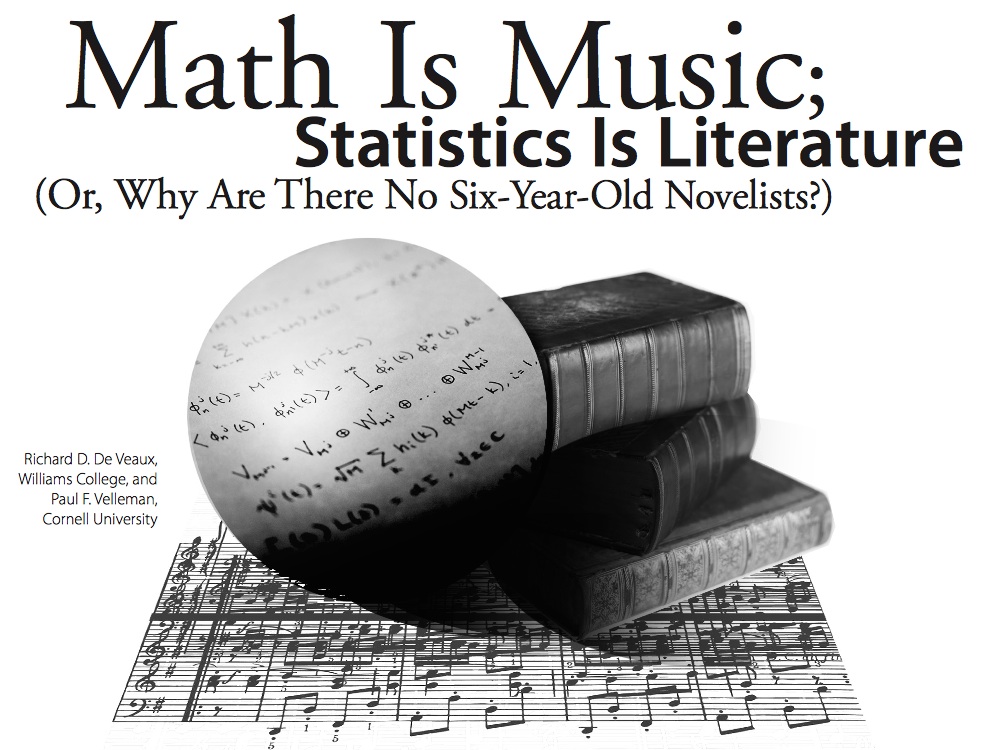 Math Is Music;
Statistics Is Literature
(Or, Why Are There No Six-Year-Old Novelists?)
Richard D. De Veaux,
Williams College, and
Paul F. Velleman,
Cornell University